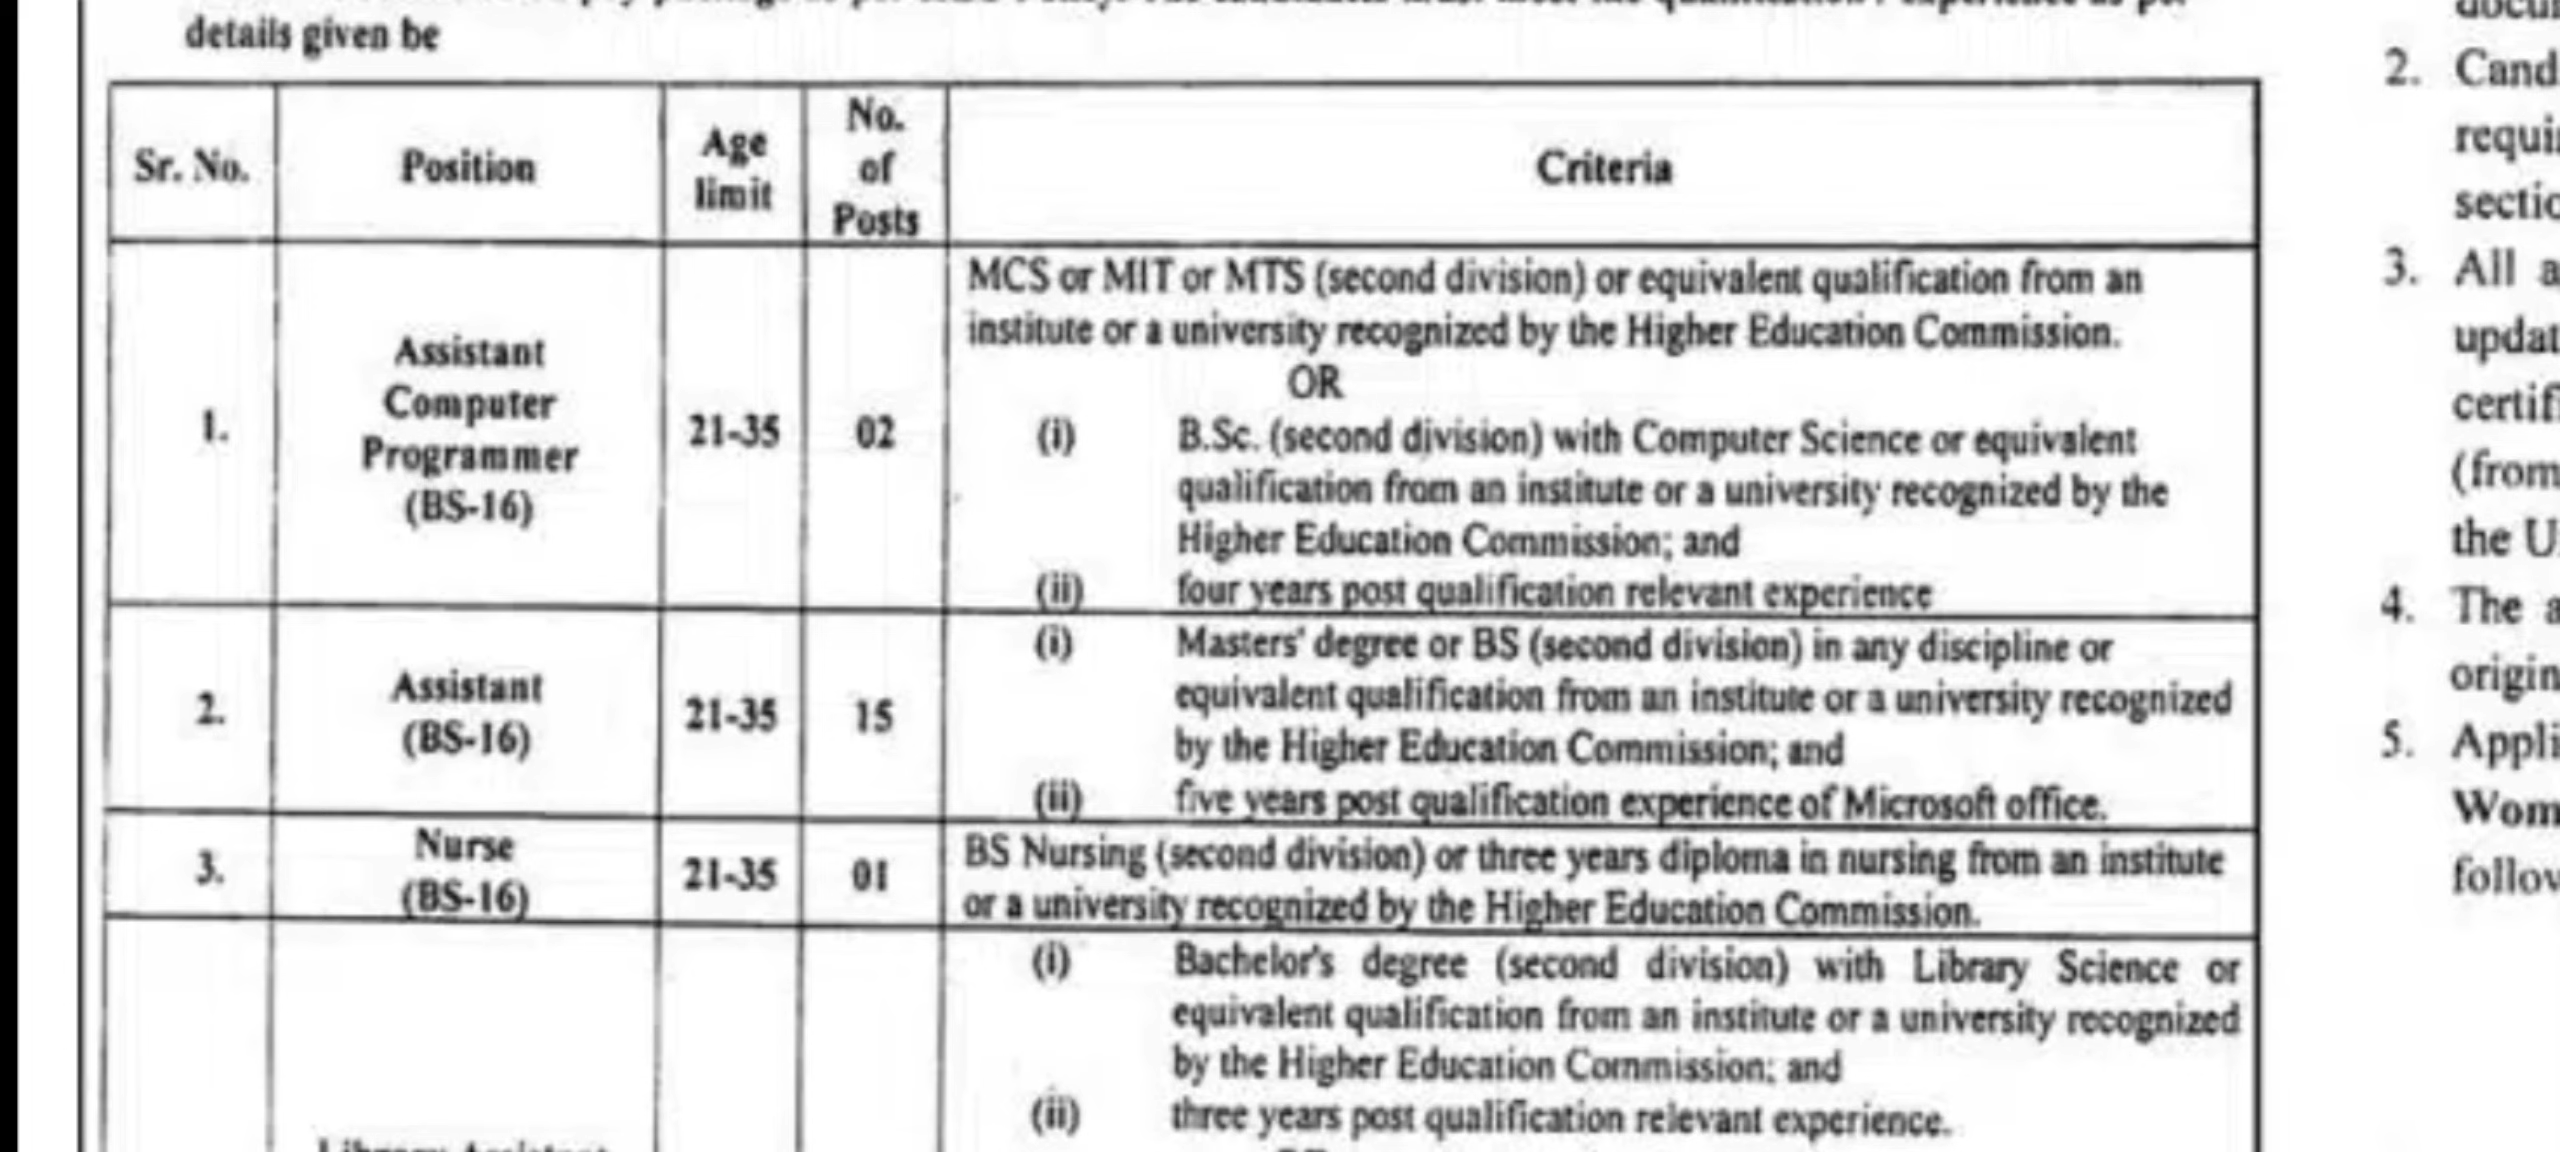 details given be
Sr. No.
Position
Age
limit
No.
of
Posts
Criteria
1.
Assistant
Computer
Programmer
(BS-16)
21-35
02
MCS or MIT or MTS (second division) or equivalent qualification from an
institute or a university recognized by the Higher Education Commission.
OR
(i) B.Sc. (second division) with Computer Science or equivalent
qualification from an institute or a university recognized by the
Higher Education Commission; and
(ii) four years post qualification relevant experience
2.
Assistant
(BS-16)
21-35
15
(i) Masters' degree or BS (second division) in any discipline or
equivalent qualification from an institute or a university recognized
by the Higher Education Commission; and
(ii) five years post qualification experience of Microsoft office.
3.
Nurse
(BS-16)
21-35
01
BS Nursing (second division) or three years diploma in nursing from an institute
or a university recognized by the Higher Education Commission.
Library Assistant
(i) Bachelor's degree (second division) with Library Science or
equivalent qualification from an institute or a university recognized
by the Higher Education Commission; and
(ii) three years post qualification relevant experience.
2. Cand
requi
sectio
3. All a
updat
certif
(from
the U
4. The a
origin
5. Appli
Wom
follow